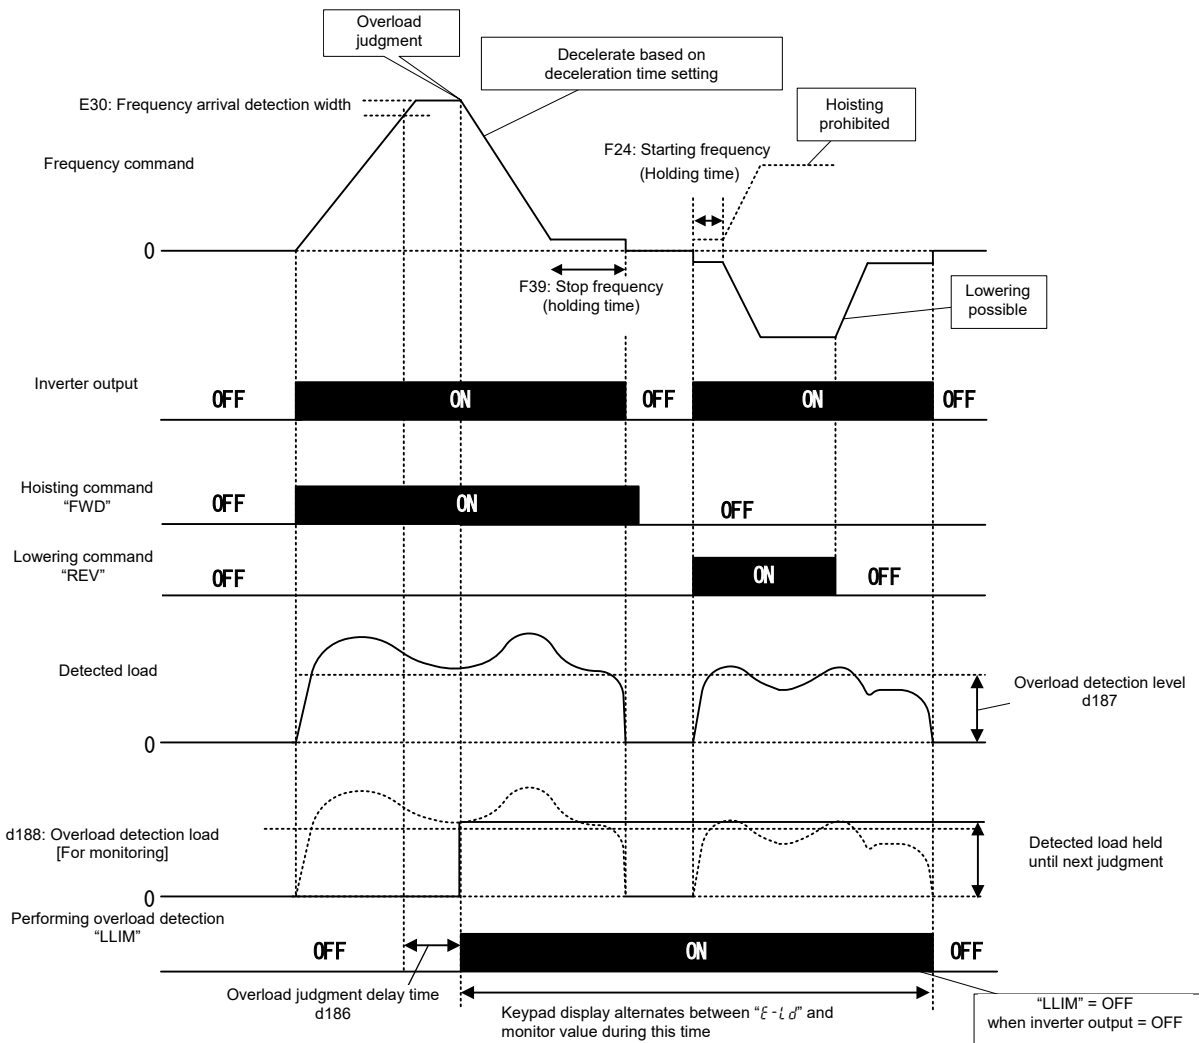 Overload
judgment
Decelerate based on
deceleration time setting
E30: Frequency arrival detection width
Hoisting
prohibited
F24: Starting frequency
(Holding time)
Frequency command
0
F39: Stop frequency
(holding time)
Lowering
possible
Inverter output
OFF
ON
OFF
ON
OFF
Hoisting command
“FWD”
OFF
ON
OFF
Lowering command
“REV”
OFF
ON
OFF
Detected load
Overload detection level
d187
0
d188: Overload detection load
[For monitoring]
Detected load held
until next judgment
0
Performing overload detection
“LLIM”
OFF
ON
OFF
Overload judgment delay time
d186
Keypad display alternates between “E-Ld” and
monitor value during this time
“LLIM” = OFF
when inverter output = OFF